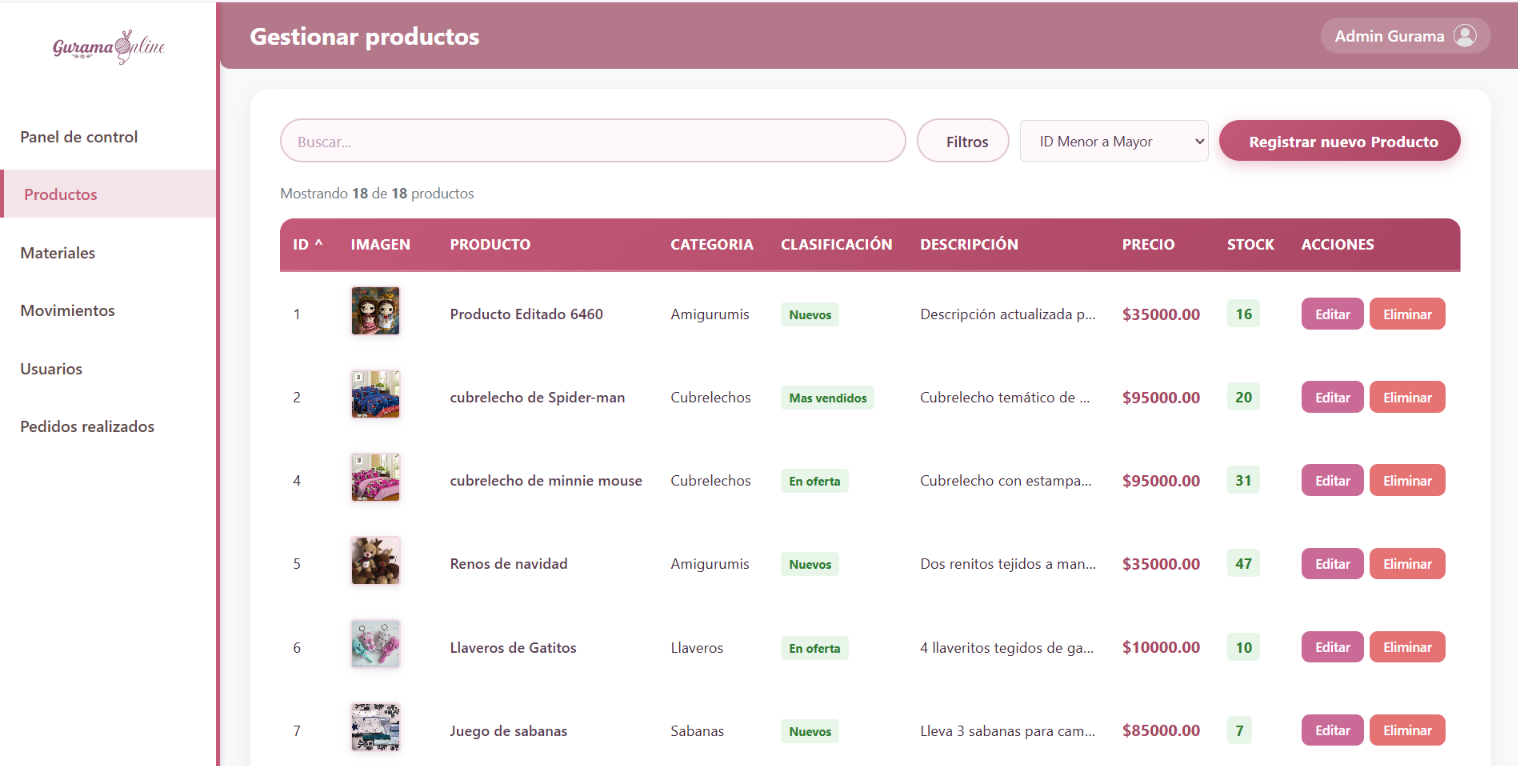 Gurama Online
Gestionar productos
Admin Gurama
Panel de control
Productos
Materiales
Movimientos
Usuarios
Pedidos realizados
Buscar...
Filtros
ID Menor a Mayor
Registrar nuevo Producto
Mostrando 18 de 18 productos
ID ^ IMAGEN PRODUCTO CATEGORIA CLASIFICACIÓN DESCRIPCIÓN PRECIO STOCK ACCIONES
1 Producto Editado 6460 Amigurumis Nuevos Descripción actualizada p... $35000.00 16 Editar Eliminar
2 cubrelecho de Spider-man Cubrelechos Mas vendidos Cubrelecho temático de ... $95000.00 20 Editar Eliminar
4 cubrelecho de minnie mouse Cubrelechos En oferta Cubrelecho con estampa... $95000.00 31 Editar Eliminar
5 Renos de navidad Amigurumis Nuevos Dos renitos tejidos a man... $35000.00 47 Editar Eliminar
6 Llaveros de Gatitos Llaveros En oferta 4 llaveritos tegidos de ga... $10000.00 10 Editar Eliminar
7 Juego de sabanas Sabanas Nuevos Lleva 3 sabanas para cam... $85000.00 7 Editar Eliminar